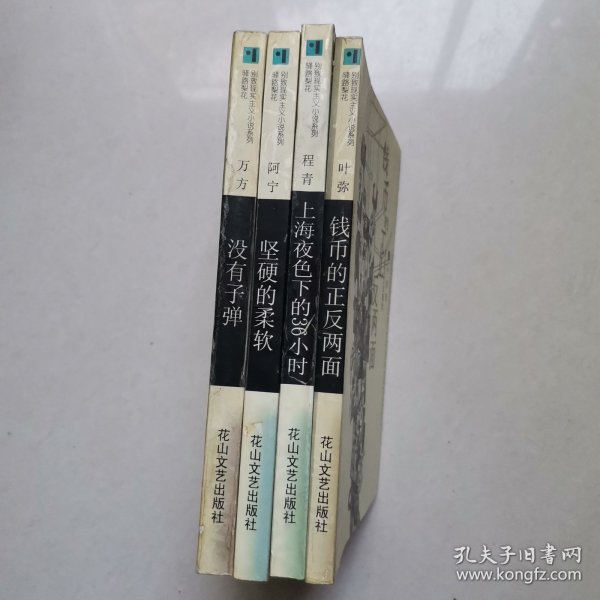 别致现实主义小说系列
驿路梨花
万方
没有子弹
花山文艺出版社
别致现实主义小说系列
驿路梨花
阿宁
坚硬的柔软
花山文艺出版社
别致现实主义小说系列
驿路梨花
程青
上海夜色下的36小时
花山文艺出版社
别致现实主义小说系列
驿路梨花
叶弥
钱币的正反两面
花山文艺出版社
孔夫子旧书网
www.kongfz.com